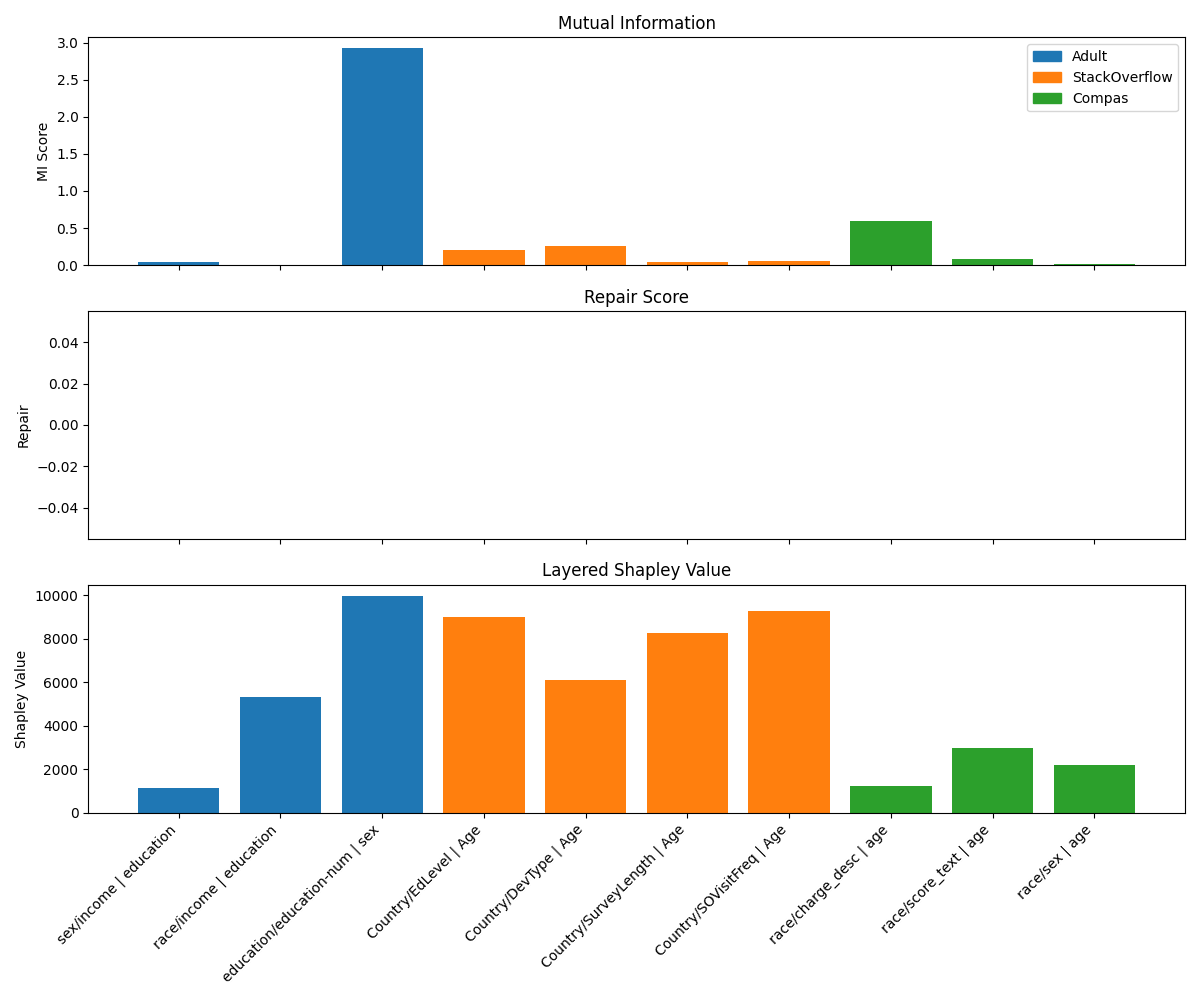 Mutual Information
MI Score
3.0
2.5
2.0
1.5
1.0
0.5
0.0
Adult
StackOverflow
Compas
Repair Score
Repair
0.04
0.02
0.00
−0.02
−0.04
Layered Shapley Value
Shapley Value
10000
8000
6000
4000
2000
0
sex/income | education
race/income | education
education/education-num | sex
Country/EdLevel | Age
Country/DevType | Age
Country/SurveyLength | Age
Country/SOVisitFreq | Age
race/charge_desc | age
race/score_text | age
race/sex | age